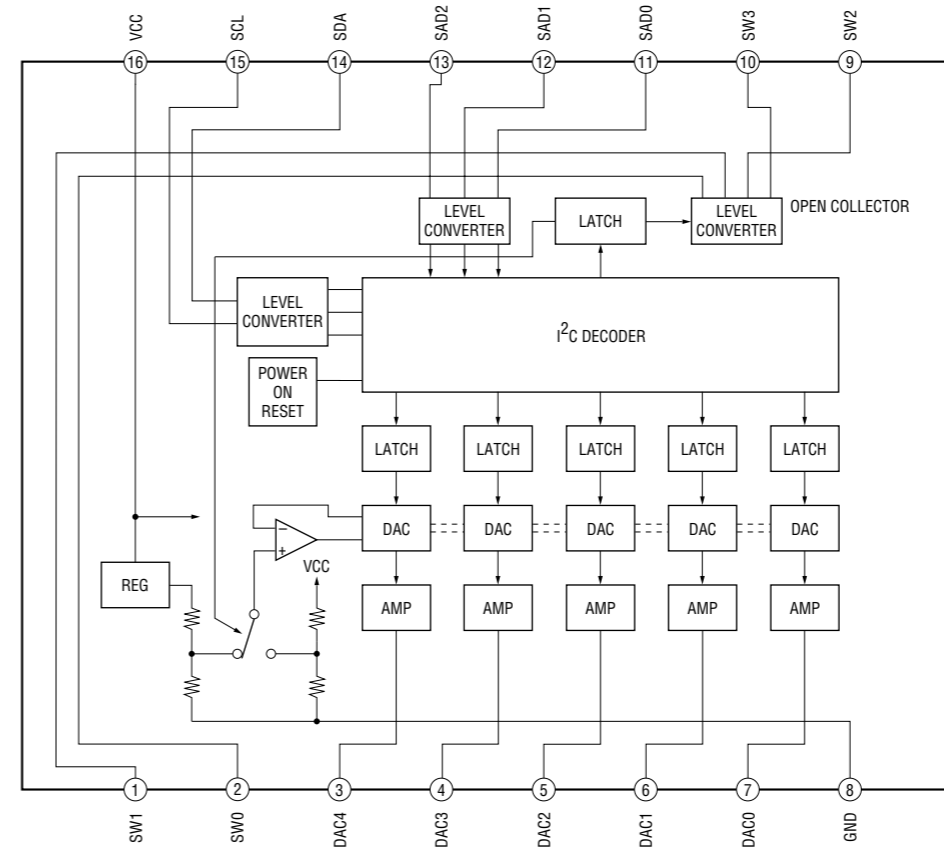 VCC SCL SDA SAD2 SAD1 SAD0 SW3 SW2
16 15 14 13 12 11 10 9
LEVEL CONVERTER
LATCH
LEVEL CONVERTER
OPEN COLLECTOR
LEVEL CONVERTER
I²C DECODER
POWER ON RESET
LATCH LATCH LATCH LATCH LATCH
DAC DAC DAC DAC DAC
− +
VCC
REG
AMP AMP AMP AMP AMP
1 2 3 4 5 6 7 8
SW1 SW0 DAC4 DAC3 DAC2 DAC1 DAC0 GND